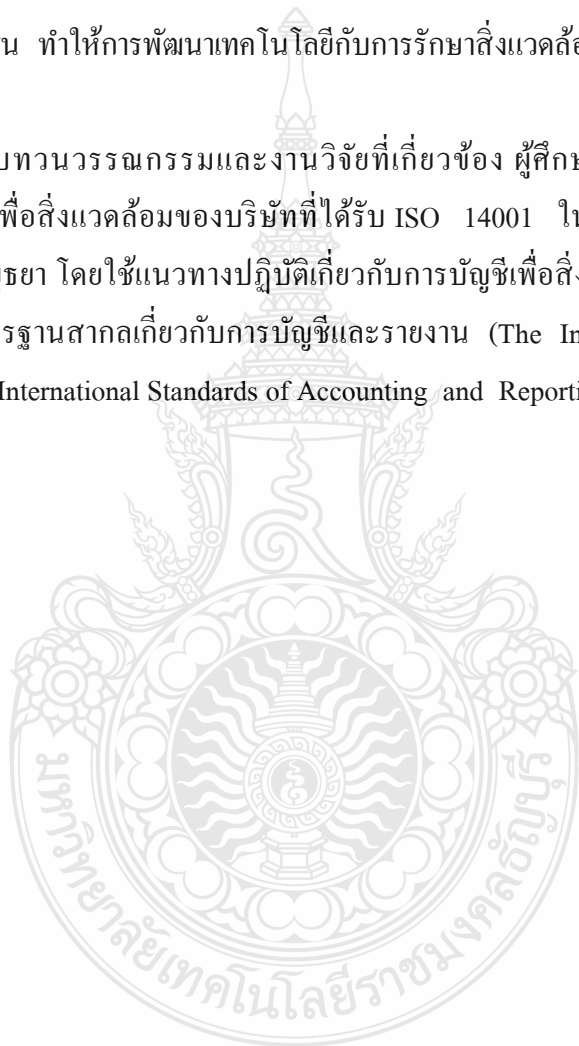 น ทำให้การพัฒนาเทคโนโลยีกับการรักษาสิ่งแวดล้อ
บทวนวรรณกรรมและงานวิจัยที่เกี่ยวข้อง ผู้ศึกษ
พื่อสิ่งแวดล้อมของบริษัทที่ได้รับ ISO 14001 ใน
ยธยา โดยใช้แนวทางปฏิบัติเกี่ยวกับการบัญชีเพื่อสิ่ง
รฐานสากลเกี่ยวกับการบัญชีและรายงาน (The In
International Standards of Accounting and Reporti
มหาวิทยาลัยเทคโนโลยีราชมงคลธัญบุรี